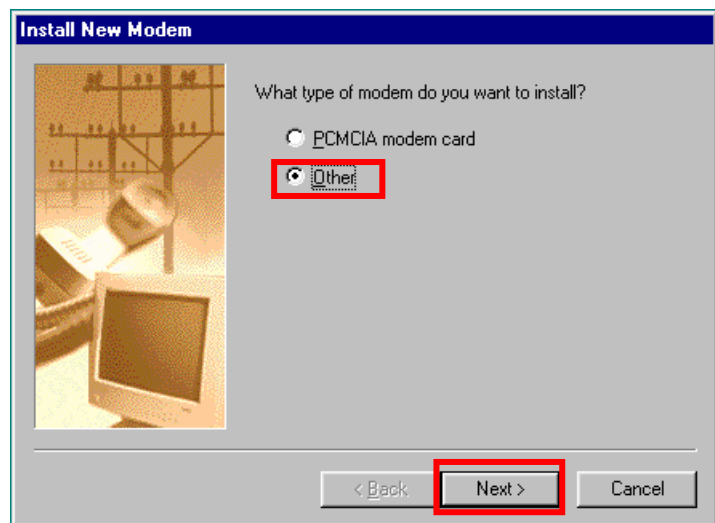 Install New Modem
What type of modem do you want to install?
PCMCIA modem card
Other
< Back
Next >
Cancel